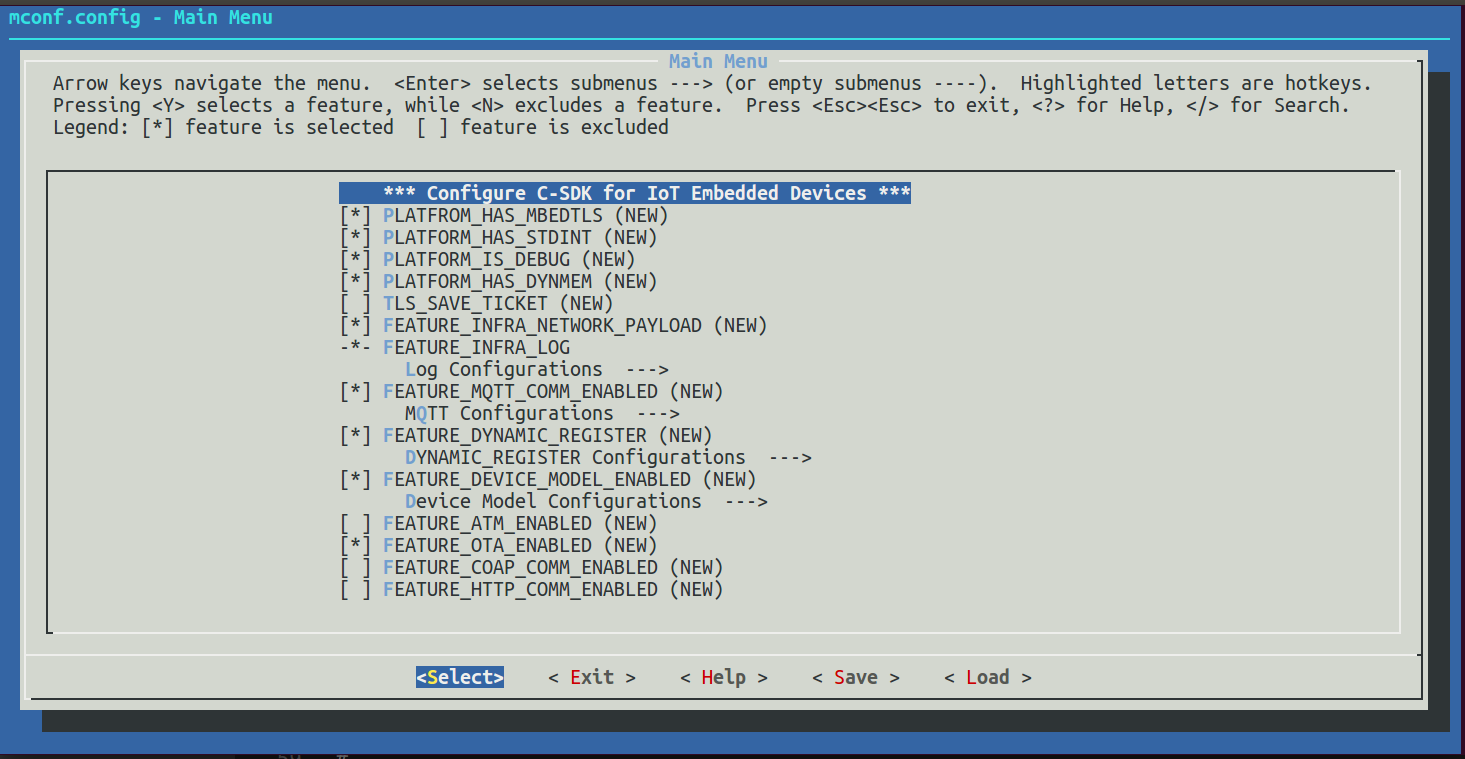 mconf.config - Main Menu
Main Menu
Arrow keys navigate the menu.  <Enter> selects submenus ---> (or empty submenus ----).  Highlighted letters are hotkeys.
Pressing <Y> selects a feature, while <N> excludes a feature.  Press <Esc><Esc> to exit, <?> for Help, </> for Search.
Legend: [*] feature is selected  [ ] feature is excluded
*** Configure C-SDK for IoT Embedded Devices ***
[*] PLATFROM_HAS_MBEDTLS (NEW)
[*] PLATFORM_HAS_STDINT (NEW)
[*] PLATFORM_IS_DEBUG (NEW)
[*] PLATFORM_HAS_DYNMEM (NEW)
[ ] TLS_SAVE_TICKET (NEW)
[*] FEATURE_INFRA_NETWORK_PAYLOAD (NEW)
-*- FEATURE_INFRA_LOG
Log Configurations  --->
[*] FEATURE_MQTT_COMM_ENABLED (NEW)
MQTT Configurations  --->
[*] FEATURE_DYNAMIC_REGISTER (NEW)
DYNAMIC_REGISTER Configurations  --->
[*] FEATURE_DEVICE_MODEL_ENABLED (NEW)
Device Model Configurations  --->
[ ] FEATURE_ATM_ENABLED (NEW)
[*] FEATURE_OTA_ENABLED (NEW)
[ ] FEATURE_COAP_COMM_ENABLED (NEW)
[ ] FEATURE_HTTP_COMM_ENABLED (NEW)
<Select>    < Exit >    < Help >    < Save >    < Load >